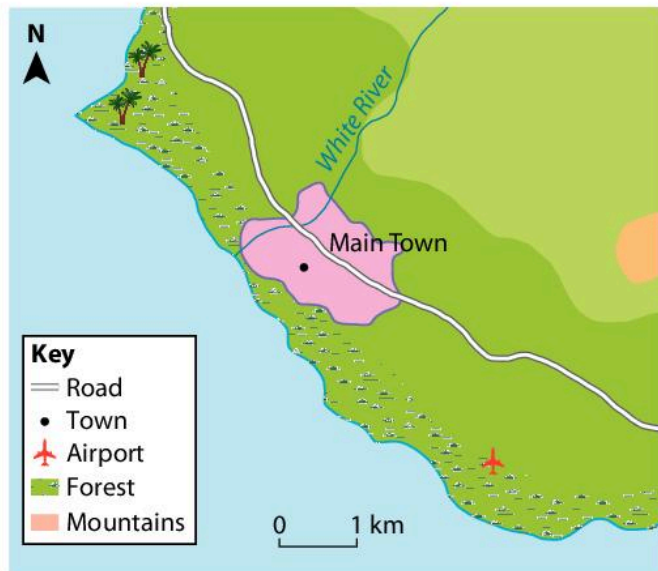 N
White River
Main Town
Key
Road
Town
Airport
Forest
Mountains
0 1 km